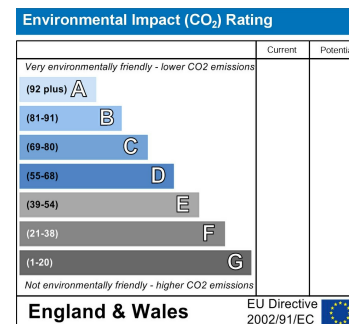 Environmental Impact (CO₂) Rating
Current Potentia
Very environmentally friendly - lower CO2 emissions
(92 plus) A
(81-91) B
(69-80) C
(55-68) D
(39-54) E
(21-38) F
(1-20) G
Not environmentally friendly - higher CO2 emissions
England & Wales
EU Directive
2002/91/EC